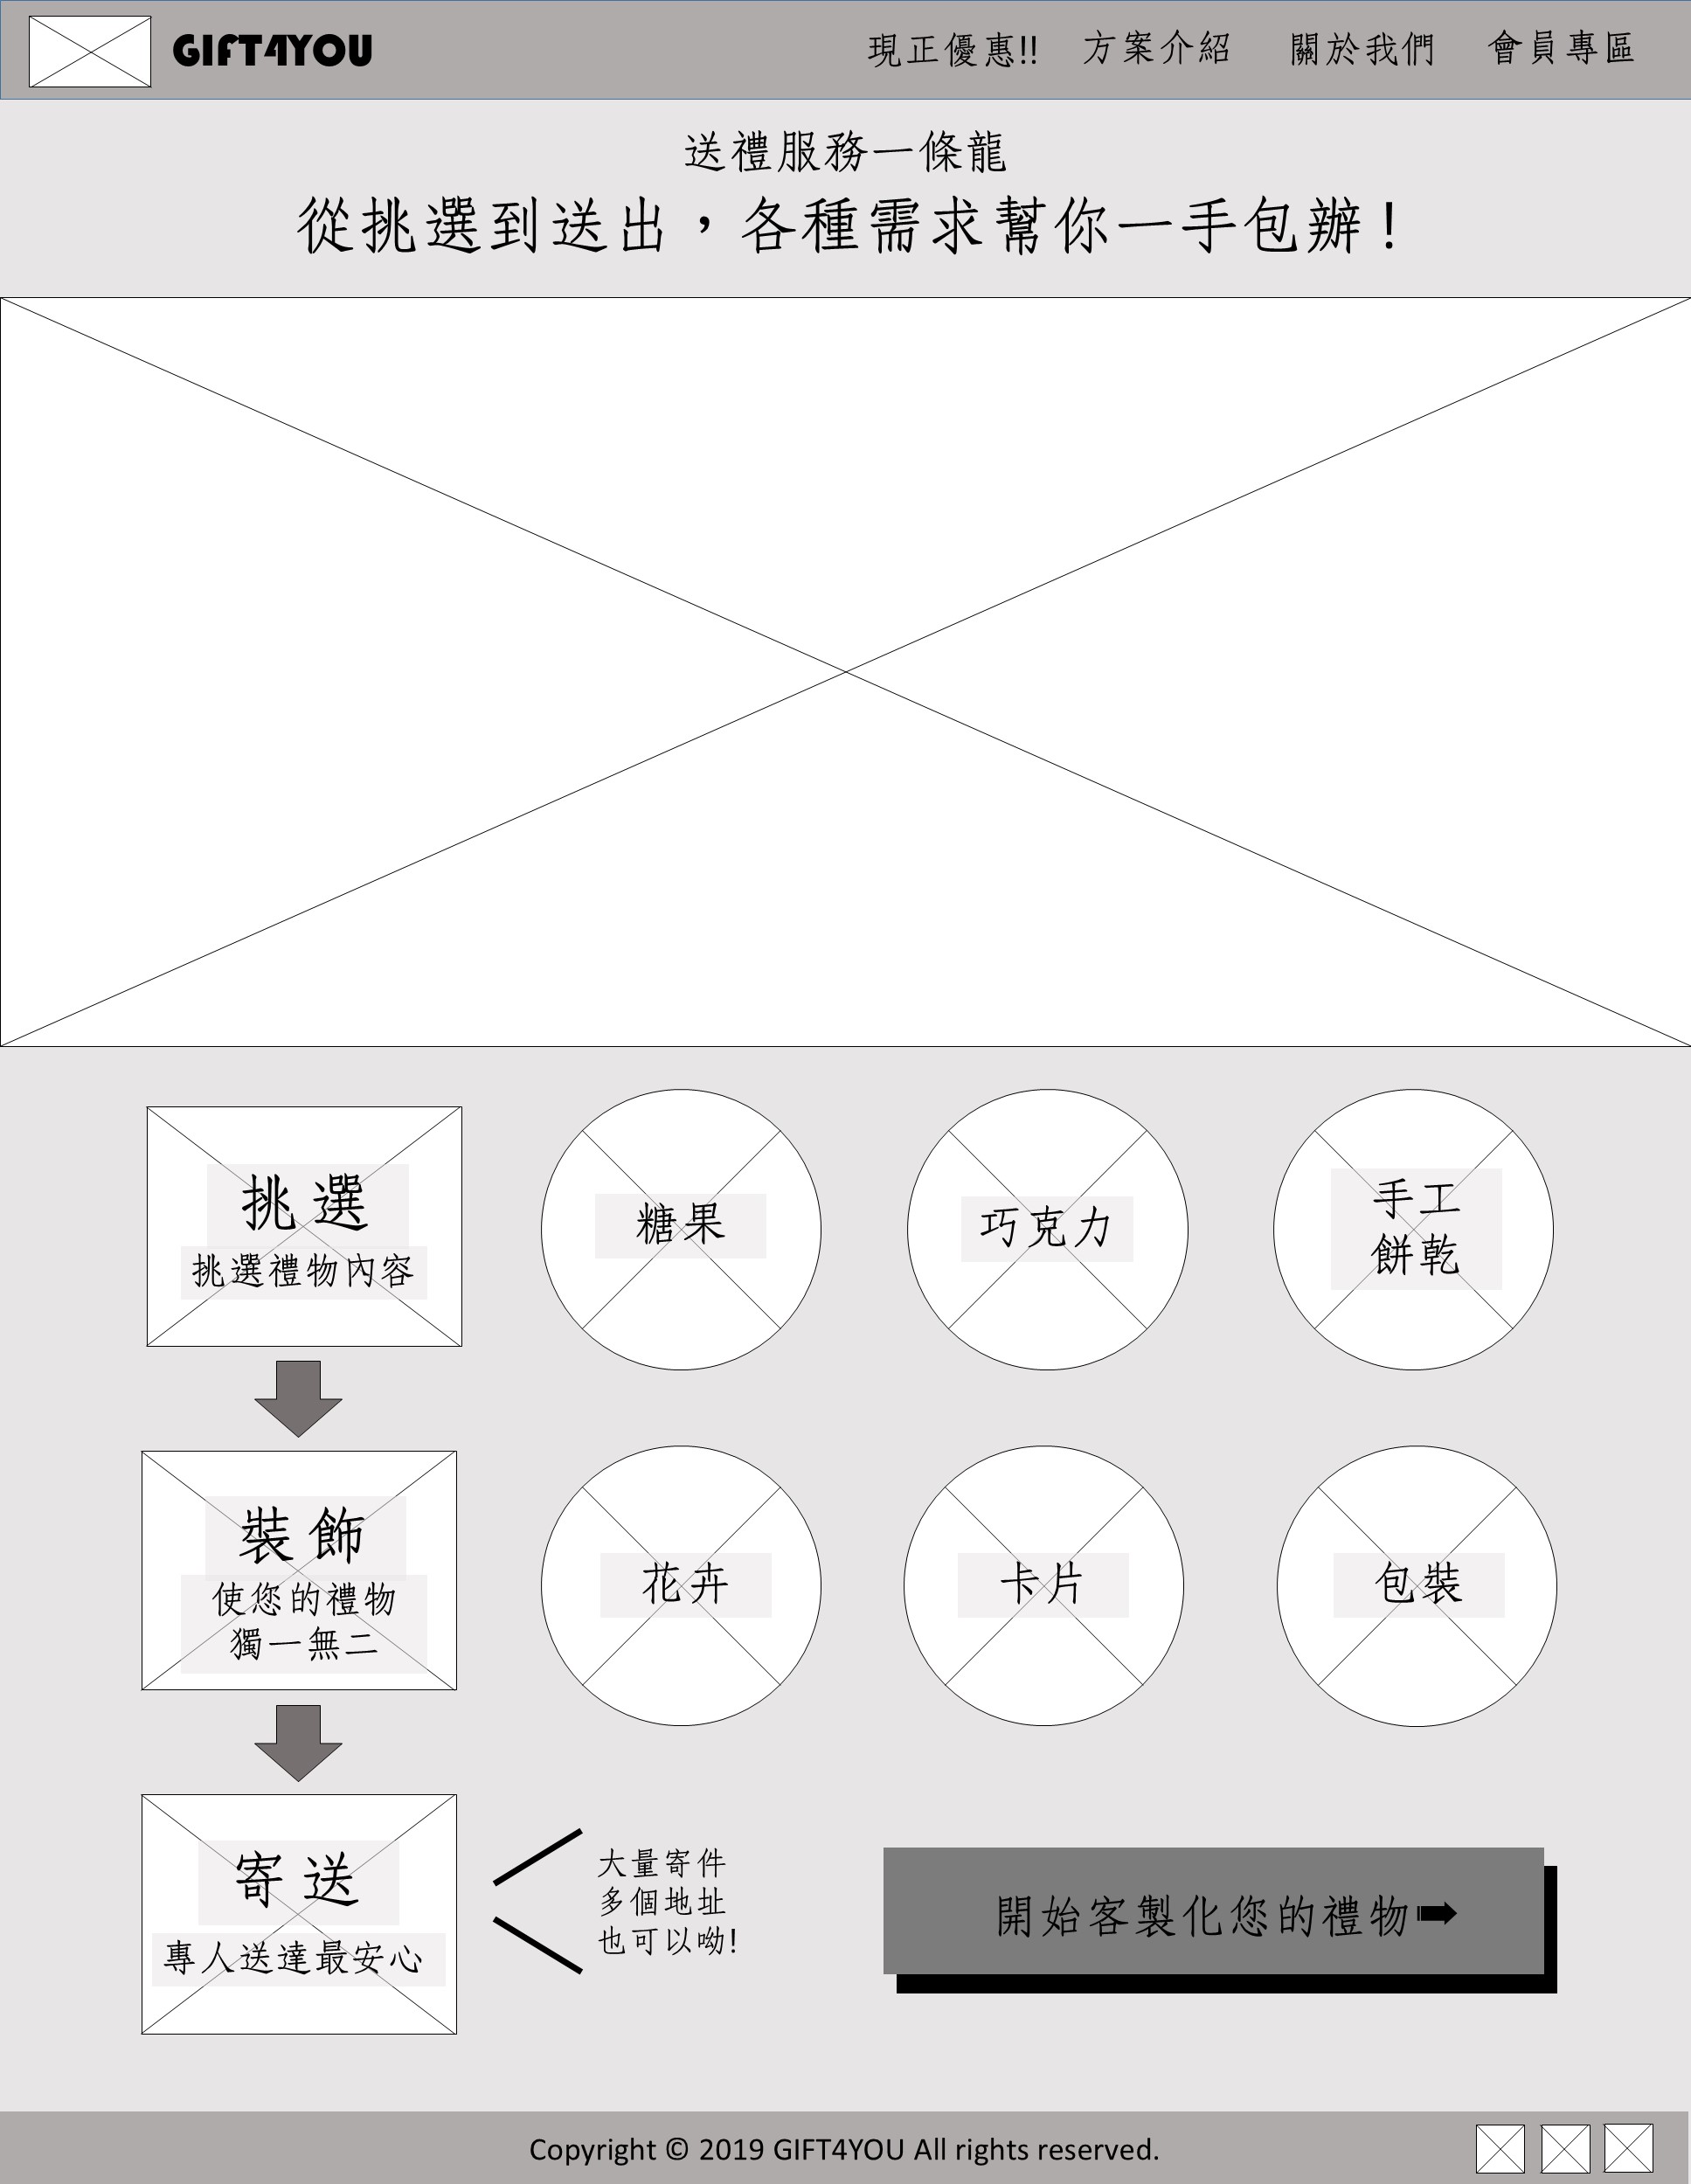 GIFT4YOU
現正優惠!!
方案介紹
關於我們
會員專區
送禮服務一條龍
從挑選到送出，各種需求幫你一手包辦！
挑選
挑選禮物內容
糖果
巧克力
手工
餅乾
裝飾
使您的禮物
獨一無二
花卉
卡片
包裝
寄送
專人送達最安心
大量寄件
多個地址
也可以呦!
開始客製化您的禮物➡
Copyright © 2019 GIFT4YOU All rights reserved.